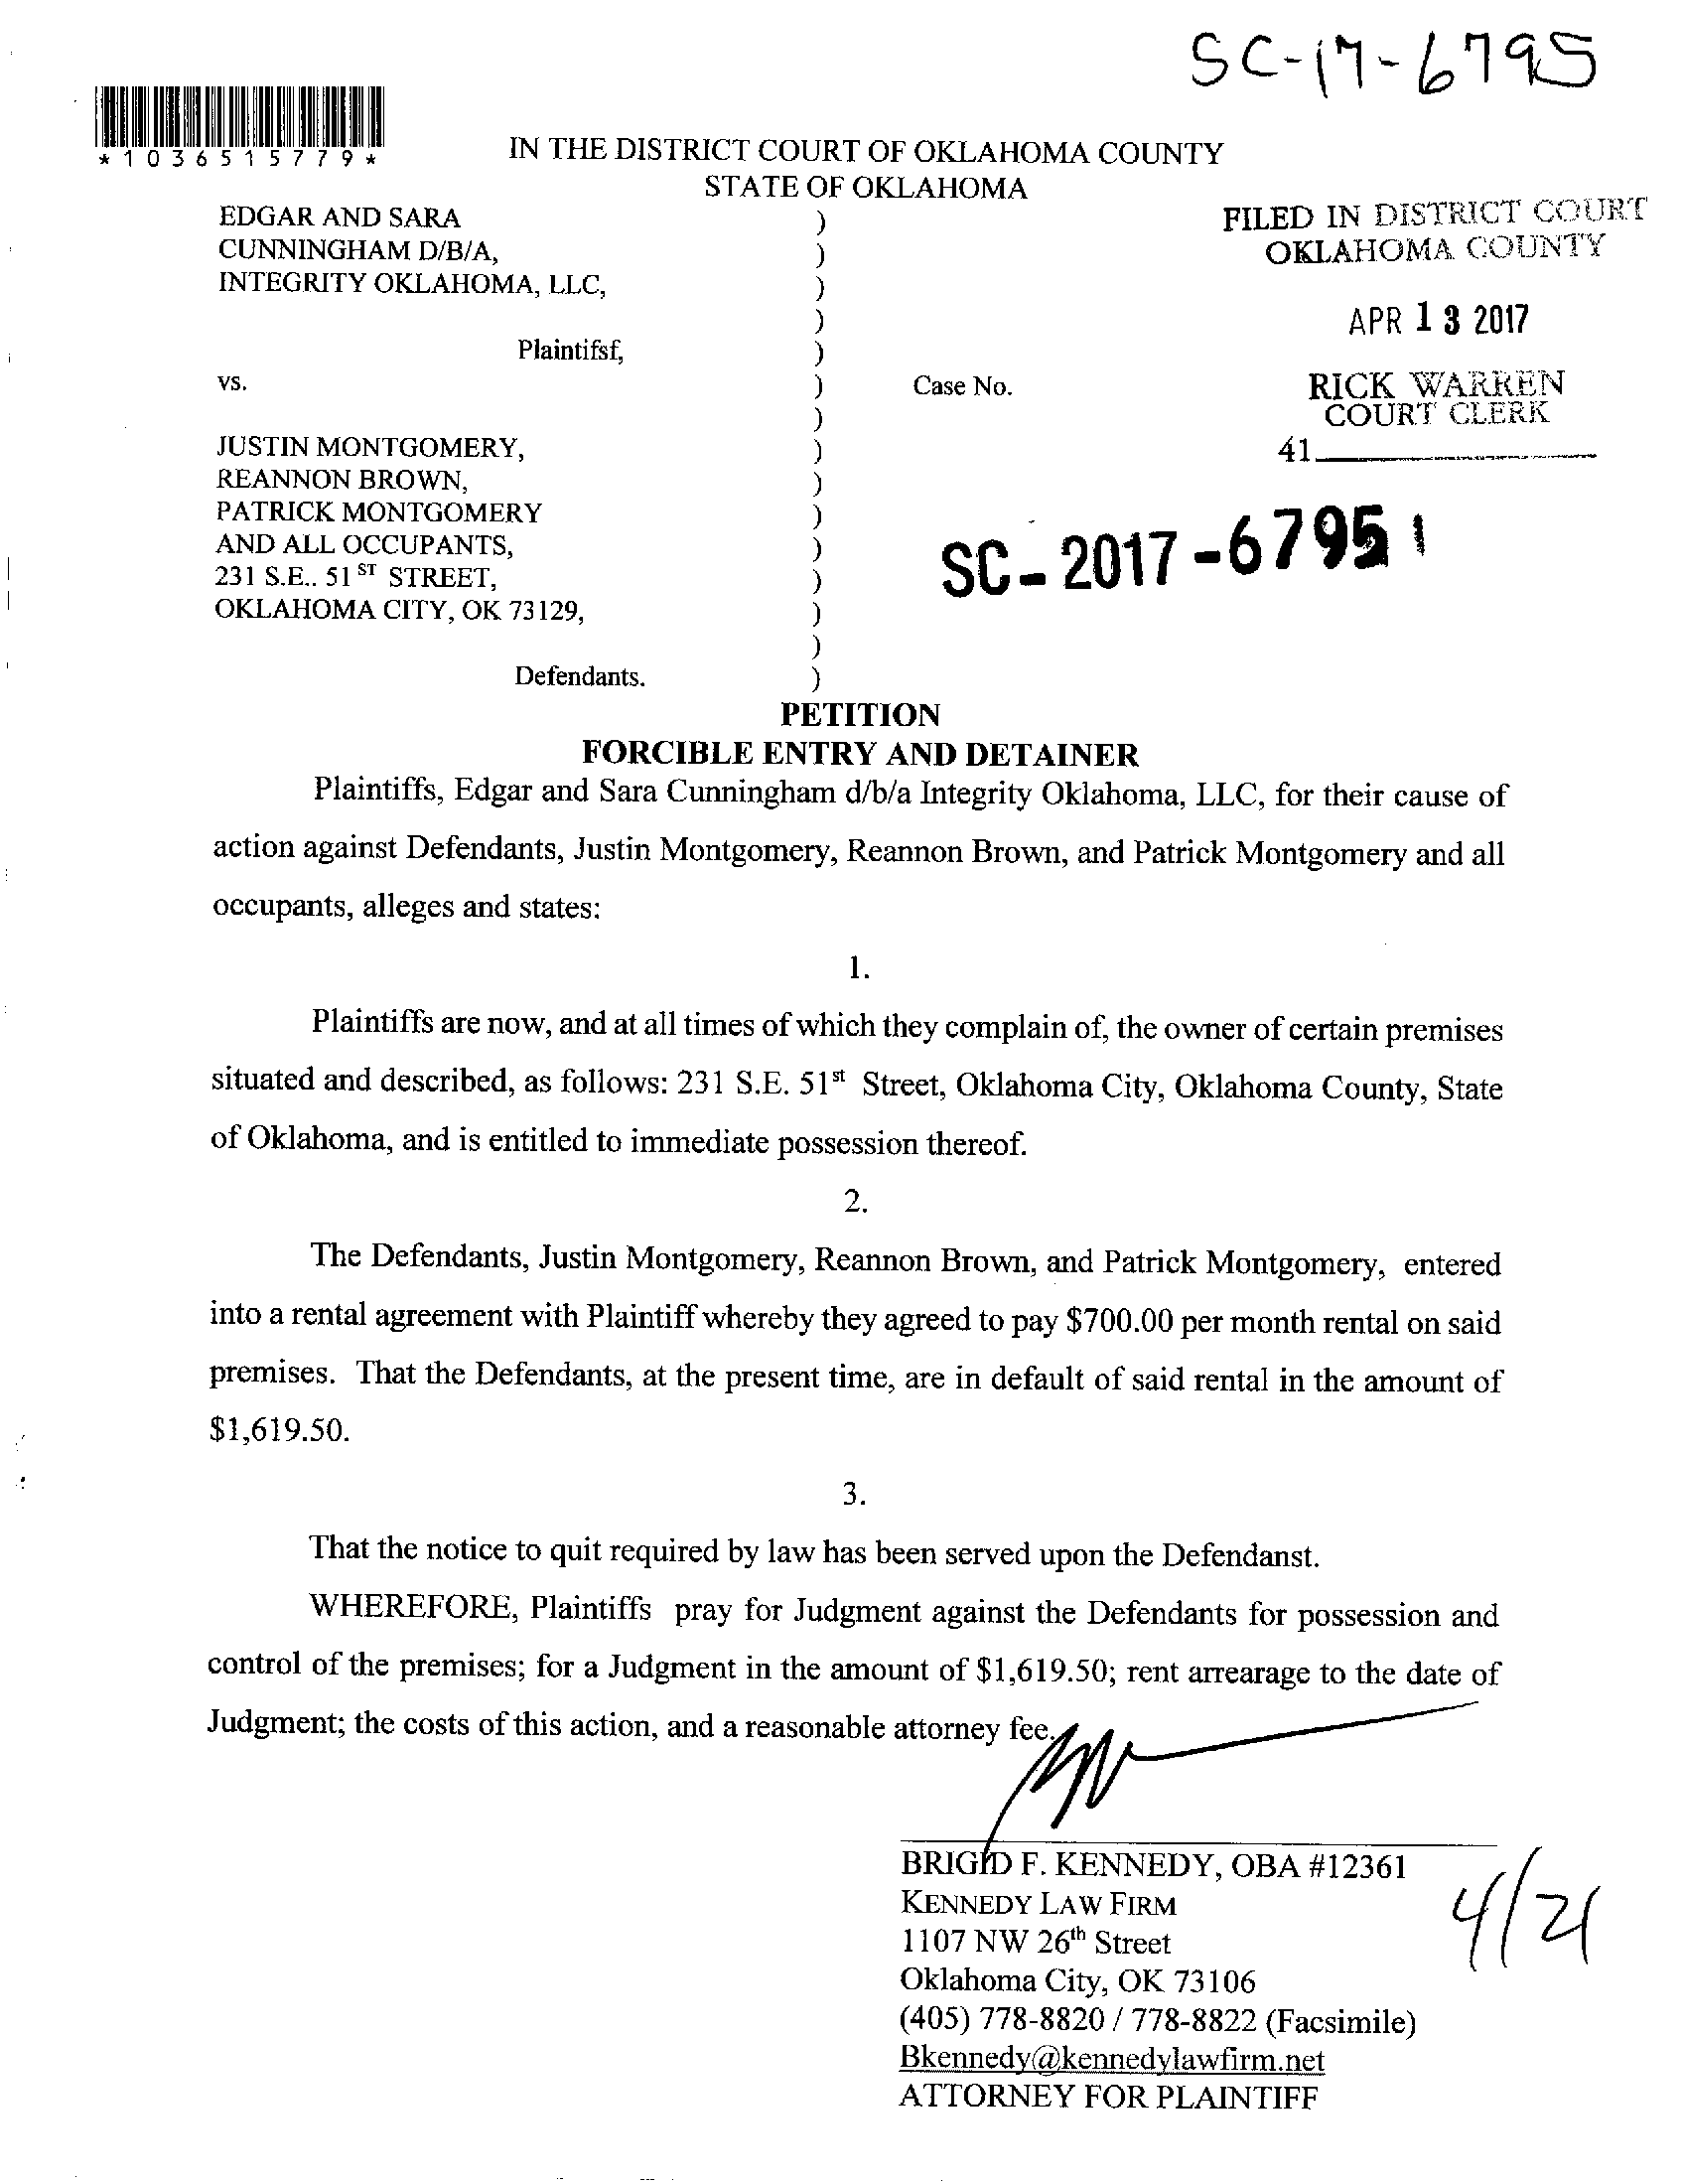 SC-17-6795
*1036515779*
IN THE DISTRICT COURT OF OKLAHOMA COUNTY
STATE OF OKLAHOMA
EDGAR AND SARA )
CUNNINGHAM D/B/A, )
INTEGRITY OKLAHOMA, LLC, )
)
Plaintifsf, )
vs. ) Case No.
)
JUSTIN MONTGOMERY, )
REANNON BROWN, )
PATRICK MONTGOMERY )
AND ALL OCCUPANTS, )
231 S.E.. 51ST STREET, )
OKLAHOMA CITY, OK 73129, )
)
Defendants. )
FILED IN DISTRICT COURT
OKLAHOMA COUNTY
APR 13 2017
RICK WARREN
COURT CLERK
41
SC-2017-6795
PETITION
FORCIBLE ENTRY AND DETAINER
Plaintiffs, Edgar and Sara Cunningham d/b/a Integrity Oklahoma, LLC, for their cause of
action against Defendants, Justin Montgomery, Reannon Brown, and Patrick Montgomery and all
occupants, alleges and states:
1.
Plaintiffs are now, and at all times of which they complain of, the owner of certain premises
situated and described, as follows: 231 S.E. 51st Street, Oklahoma City, Oklahoma County, State
of Oklahoma, and is entitled to immediate possession thereof.
2.
The Defendants, Justin Montgomery, Reannon Brown, and Patrick Montgomery, entered
into a rental agreement with Plaintiff whereby they agreed to pay $700.00 per month rental on said
premises. That the Defendants, at the present time, are in default of said rental in the amount of
$1,619.50.
3.
That the notice to quit required by law has been served upon the Defendanst.
WHEREFORE, Plaintiffs pray for Judgment against the Defendants for possession and
control of the premises; for a Judgment in the amount of $1,619.50; rent arrearage to the date of
Judgment; the costs of this action, and a reasonable attorney fee.
BRIGID F. KENNEDY, OBA #12361
KENNEDY LAW FIRM
1107 NW 26th Street
Oklahoma City, OK 73106
(405) 778-8820 / 778-8822 (Facsimile)
Bkennedy@kennedylawfirm.net
ATTORNEY FOR PLAINTIFF
4/21